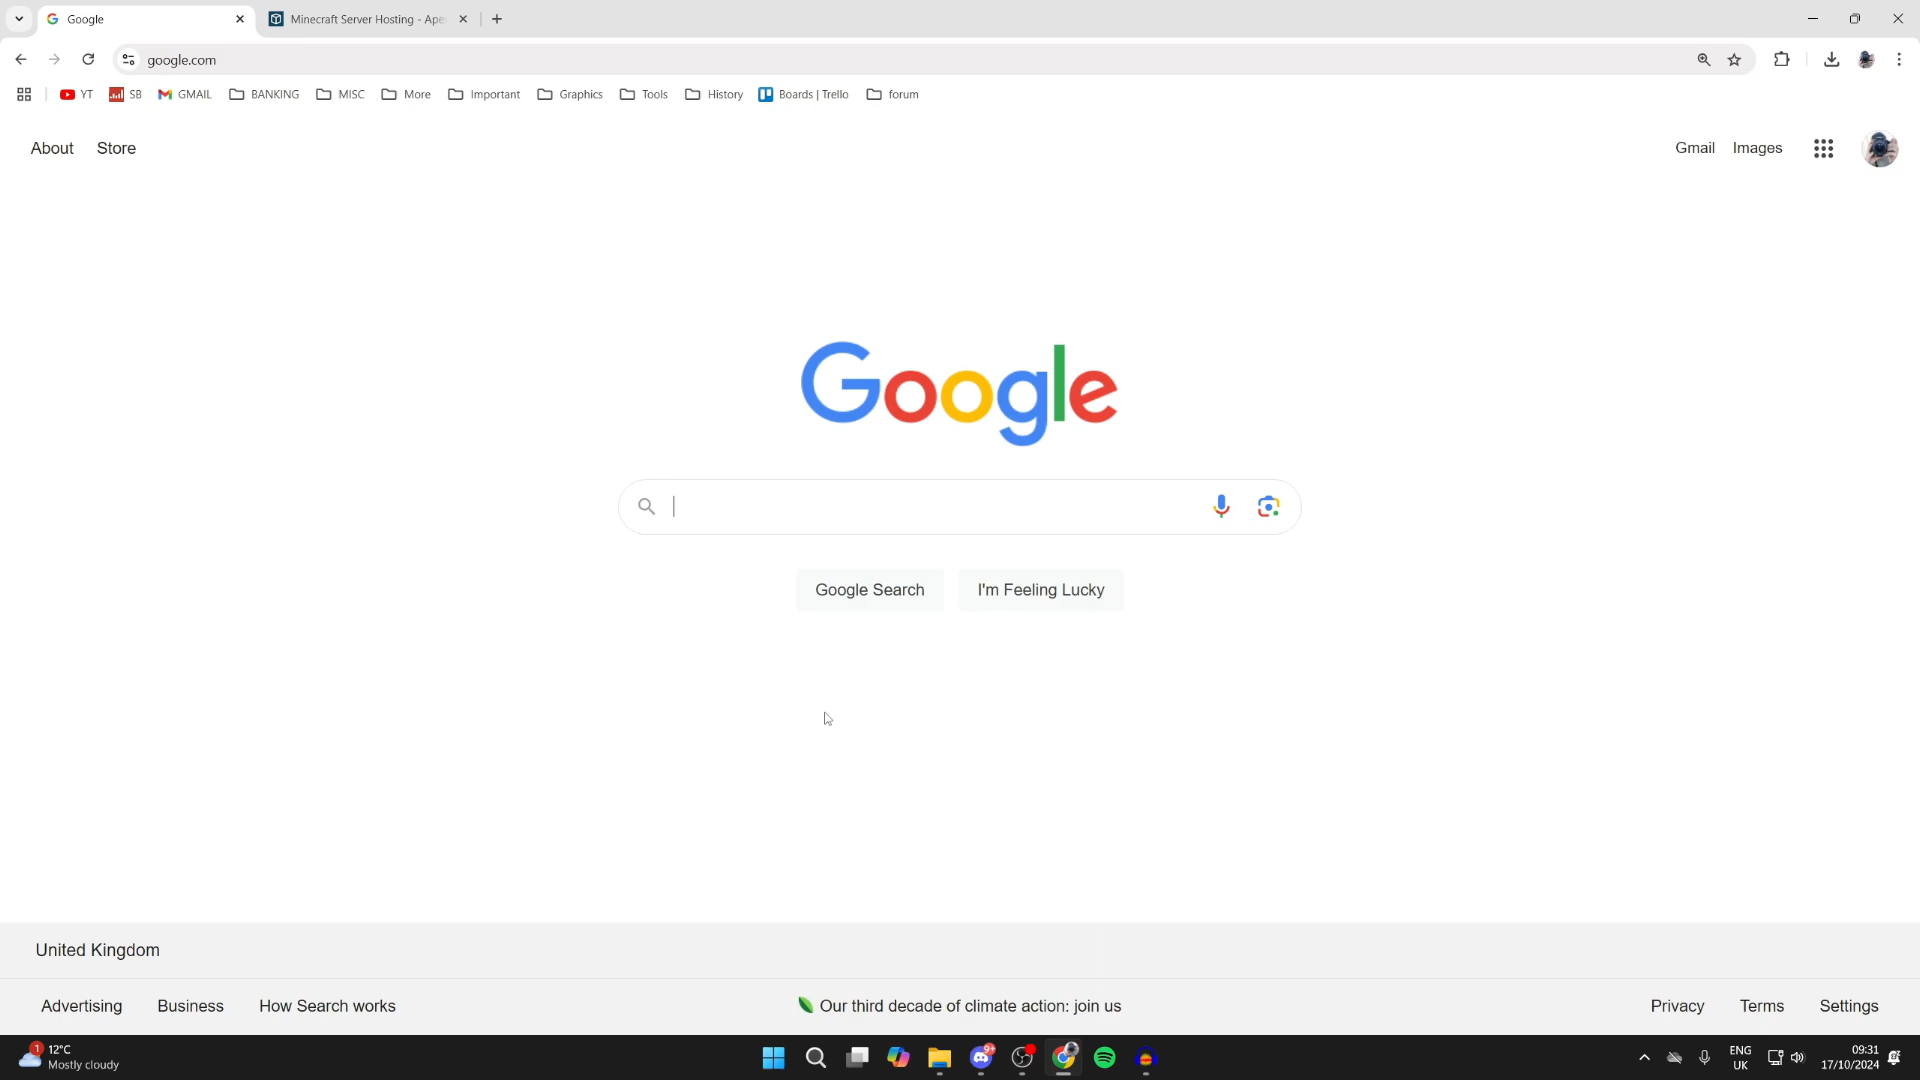 Google
Minecraft Server Hosting - Ape
google.com
YT
SB
GMAIL
BANKING
MISC
More
Important
Graphics
Tools
History
Boards | Trello
forum
About
Store
Gmail
Images
Google
Google Search
I'm Feeling Lucky
United Kingdom
Advertising
Business
How Search works
Our third decade of climate action: join us
Privacy
Terms
Settings
1
12°C
Mostly cloudy
9+
ENG
UK
09:31
17/10/2024